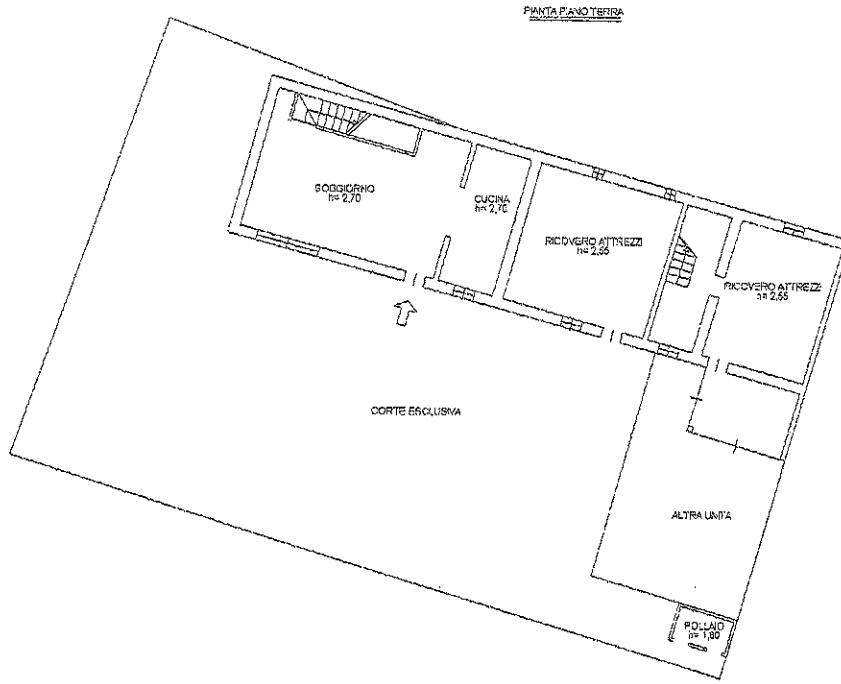 PIANTA PIANO TERRA
SOGGIORNO
h= 2,70
CUCINA
h= 2,70
RICOVERO ATTREZZI
h= 2,55
RICOVERO ATTREZZI
h= 2,55
CORTE ESCLUSIVA
ALTRA UNITA
POLLAIO
h= 1,80